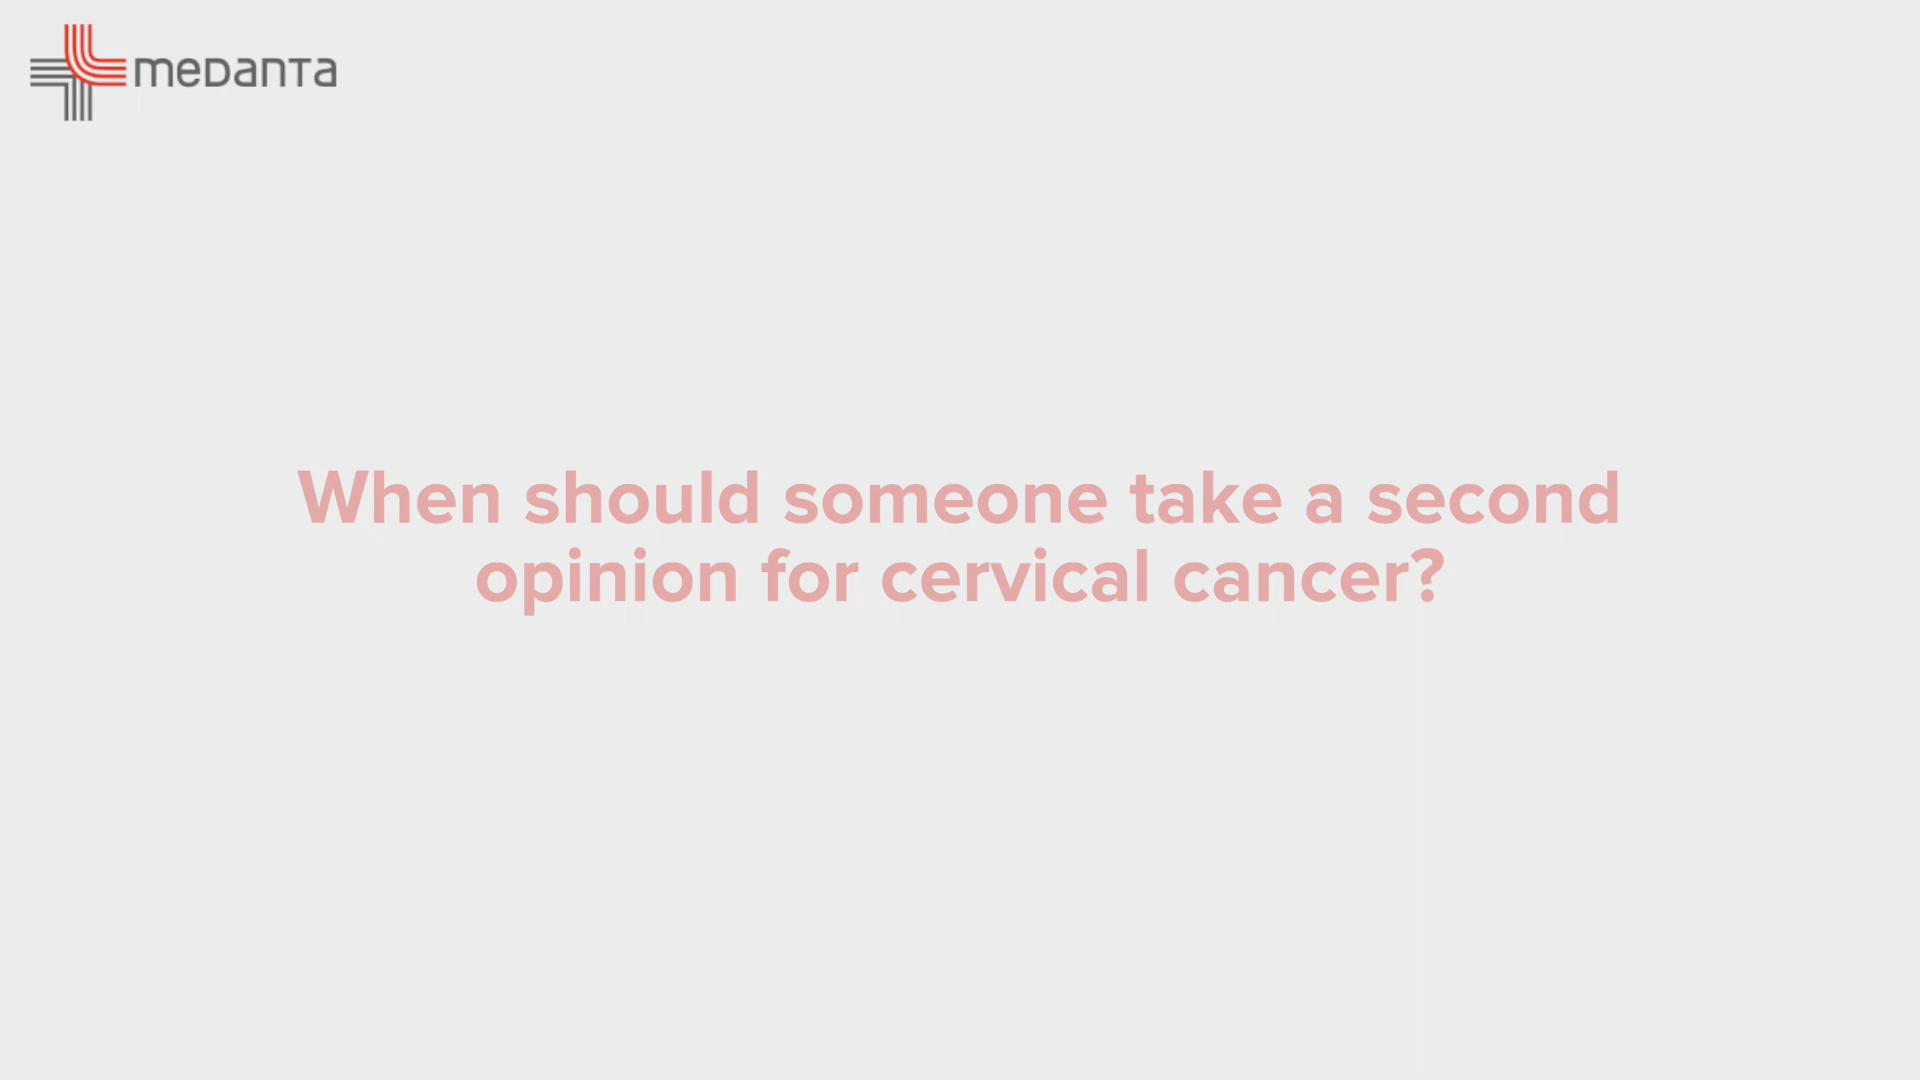 meDanTa
When should someone take a second
opinion for cervical cancer?